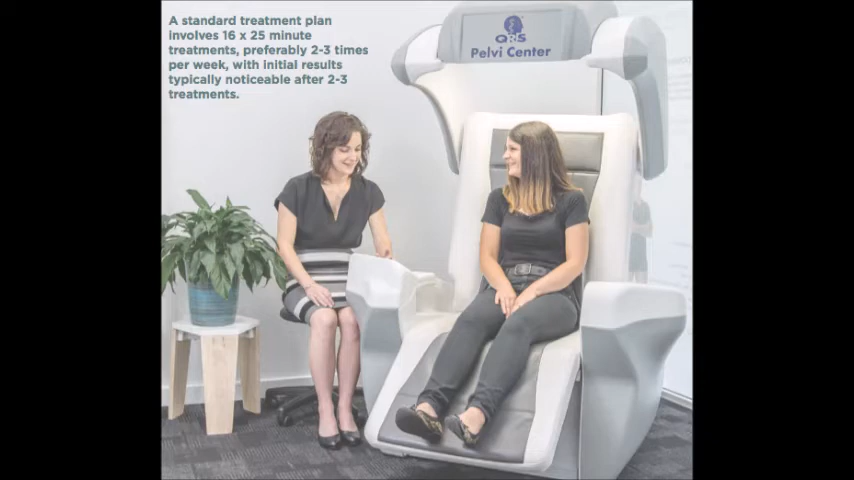 A standard treatment plan
involves 16 x 25 minute
treatments, preferably 2-3 times
per week, with initial results
typically noticeable after 2-3
treatments.
QRS
Pelvi Center